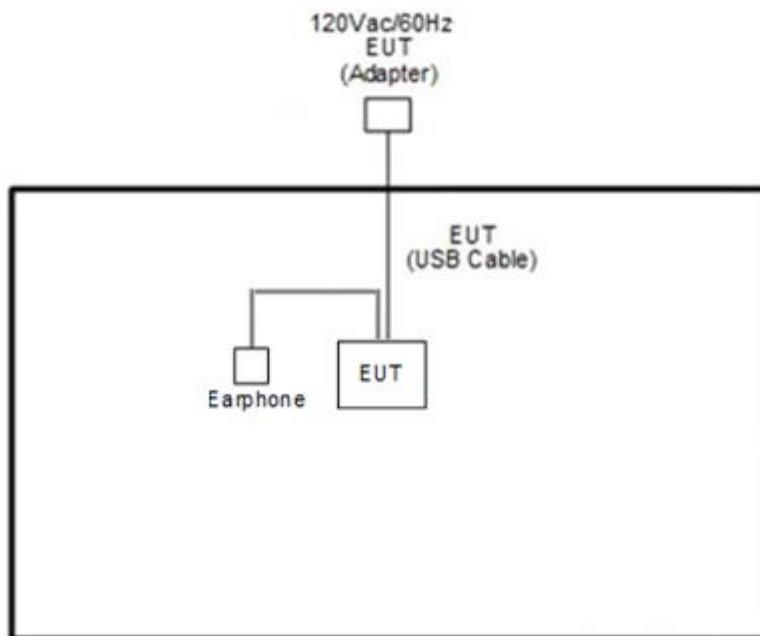 120Vac/60Hz
EUT
(Adapter)
EUT
(USB Cable)
EUT
Earphone